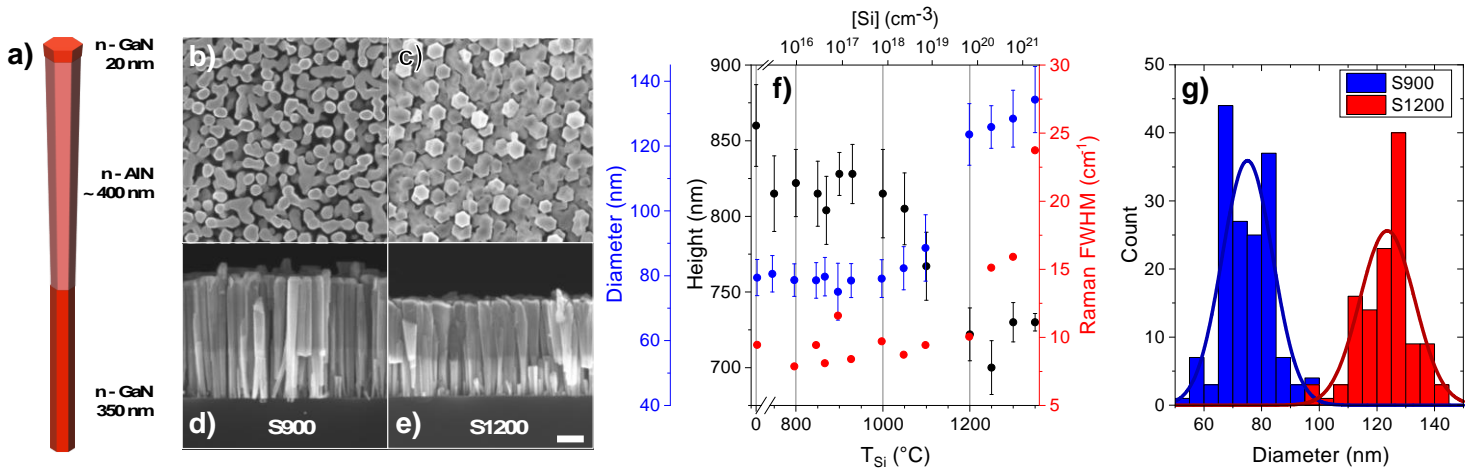 a)
n - GaN
20 nm
n - AlN
~ 400 nm
n - GaN
350 nm
b)
c)
d)
S900
e)
S1200
f)
[Si] (cm-3)
10^16
10^17
10^18
10^19
10^20
10^21
Diameter (nm)
140
120
100
80
60
40
Height (nm)
900
850
800
750
700
0
800
1000
1200
T_Si (°C)
Raman FWHM (cm-1)
30
25
20
15
10
5
g)
S900
S1200
Count
50
40
30
20
10
0
60
80
100
120
140
Diameter (nm)